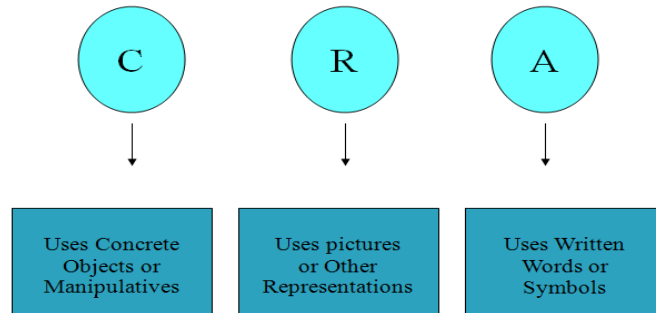 C
R
A
Uses Concrete
Objects or
Manipulatives
Uses pictures
or Other
Representations
Uses Written
Words or
Symbols